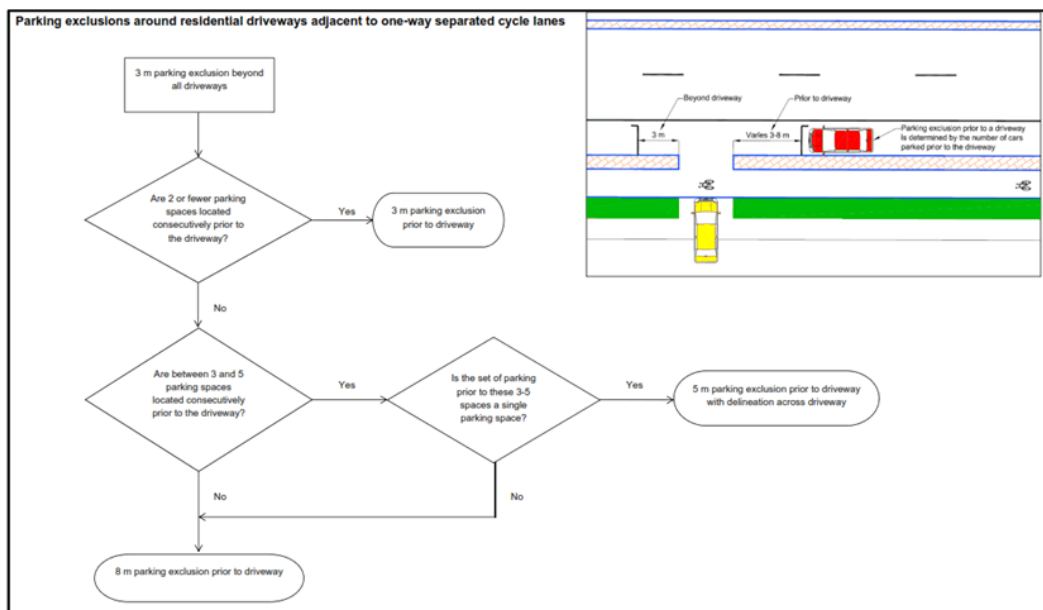 Parking exclusions around residential driveways adjacent to one-way separated cycle lanes
3 m parking exclusion beyond
all driveways
Are 2 or fewer parking
spaces located
consecutively prior to
the driveway?
Yes
3 m parking exclusion
prior to driveway
No
Are between 3 and 5
parking spaces
located consecutively
prior to the driveway?
Yes
Is the set of parking
prior to these 3-5
spaces a single
parking space?
Yes
5 m parking exclusion prior to driveway
with delineation across driveway
No
No
8 m parking exclusion prior to driveway
Beyond driveway
Prior to driveway
3 m
Varies 3-8 m
Parking exclusion prior to a driveway
is determined by the number of cars
parked prior to the driveway